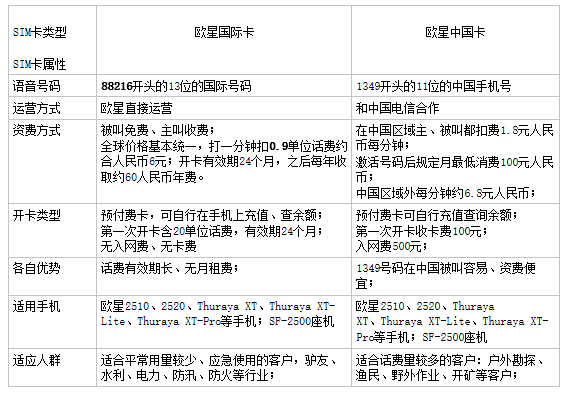 SIM卡类型
SIM卡属性
欧星国际卡
欧星中国卡
语音号码
88216开头的13位的国际号码
1349开头的11位的中国手机号
运营方式
欧星直接运营
和中国电信合作
资费方式
被叫免费、主叫收费；
全球价格基本统一，打一分钟扣0.9单位话费约
合人民币6元；开卡有效期24个月，之后每年收
取约60人民币年费。
在中国区域主、被叫都扣费1.8元人民
币每分钟；
激活号码后规定月最低消费100元人民
币；
中国区域外每分钟约6.8元人民币；
开卡类型
预付费卡，可自行在手机上充值、查余额；
第一次开卡含20单位话费，有效期24个月；
无入网费、无卡费
预付费卡可自行充值查询余额；
第一次开卡收卡费100元；
入网费500元；
各自优势
话费有效期长、无月租费；
1349号码在中国被叫容易、资费便
宜；
适用手机
欧星2510、2520、Thuraya XT、Thuraya XT-
Lite、Thuraya XT-Pro等手机；SF-2500座机
欧星2510、2520、Thuraya
XT、Thuraya XT-Lite、Thuraya XT-
Pro等手机；SF-2500座机
适应人群
适合平常用量较少、应急使用的客户，驴友、
水利、电力、防汛、防火等行业；
适合话费量较多的客户：户外勘探、
渔民、野外作业、开矿等客户；